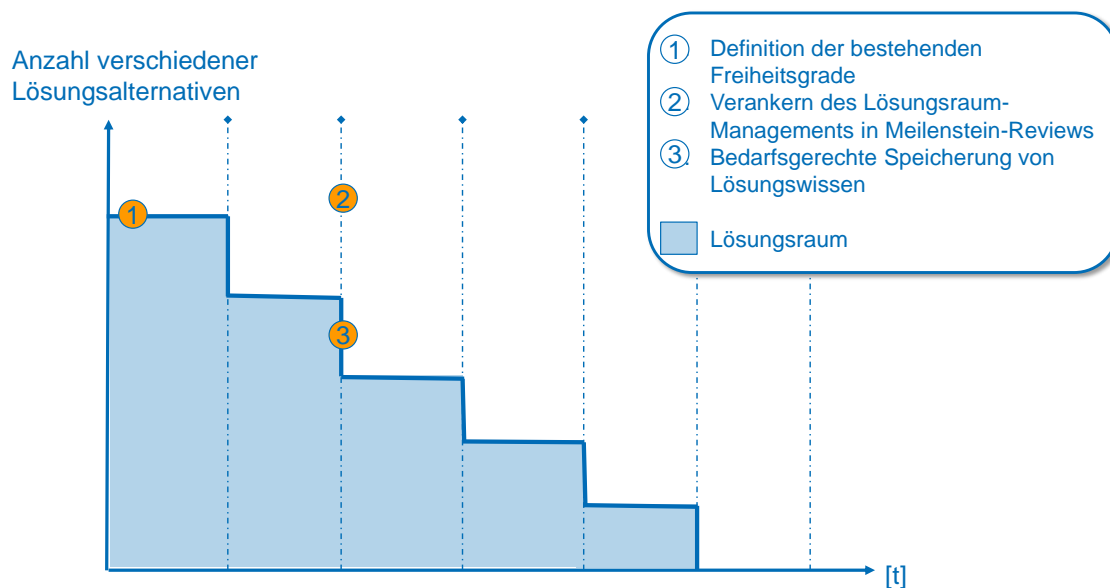 Anzahl verschiedener
Lösungsalternativen
1 Definition der bestehenden
Freiheitsgrade
2 Verankern des Lösungsraum-
Managements in Meilenstein-Reviews
3. Bedarfsgerechte Speicherung von
Lösungswissen
Lösungsraum
1
2
3
[t]